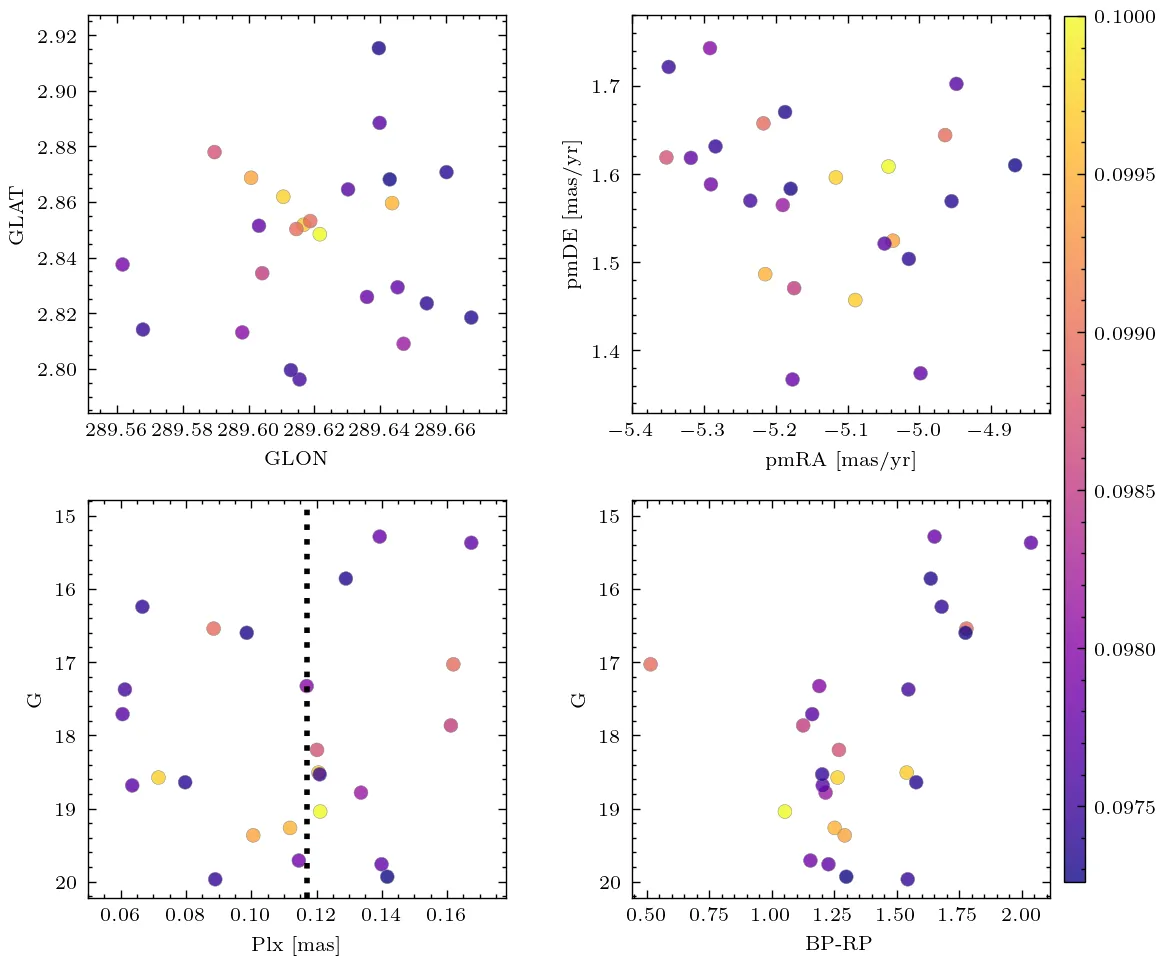 2.92
2.90
2.88
2.86
2.84
2.82
2.80
GLAT
289.56 289.58 289.60 289.62 289.64 289.66
GLON
1.7
1.6
1.5
1.4
pmDE [mas/yr]
−5.4 −5.3 −5.2 −5.1 −5.0 −4.9
pmRA [mas/yr]
0.1000
0.0995
0.0990
0.0985
0.0980
0.0975
15
16
17
18
19
20
G
0.06 0.08 0.10 0.12 0.14 0.16
Plx [mas]
15
16
17
18
19
20
G
0.50 0.75 1.00 1.25 1.50 1.75 2.00
BP-RP